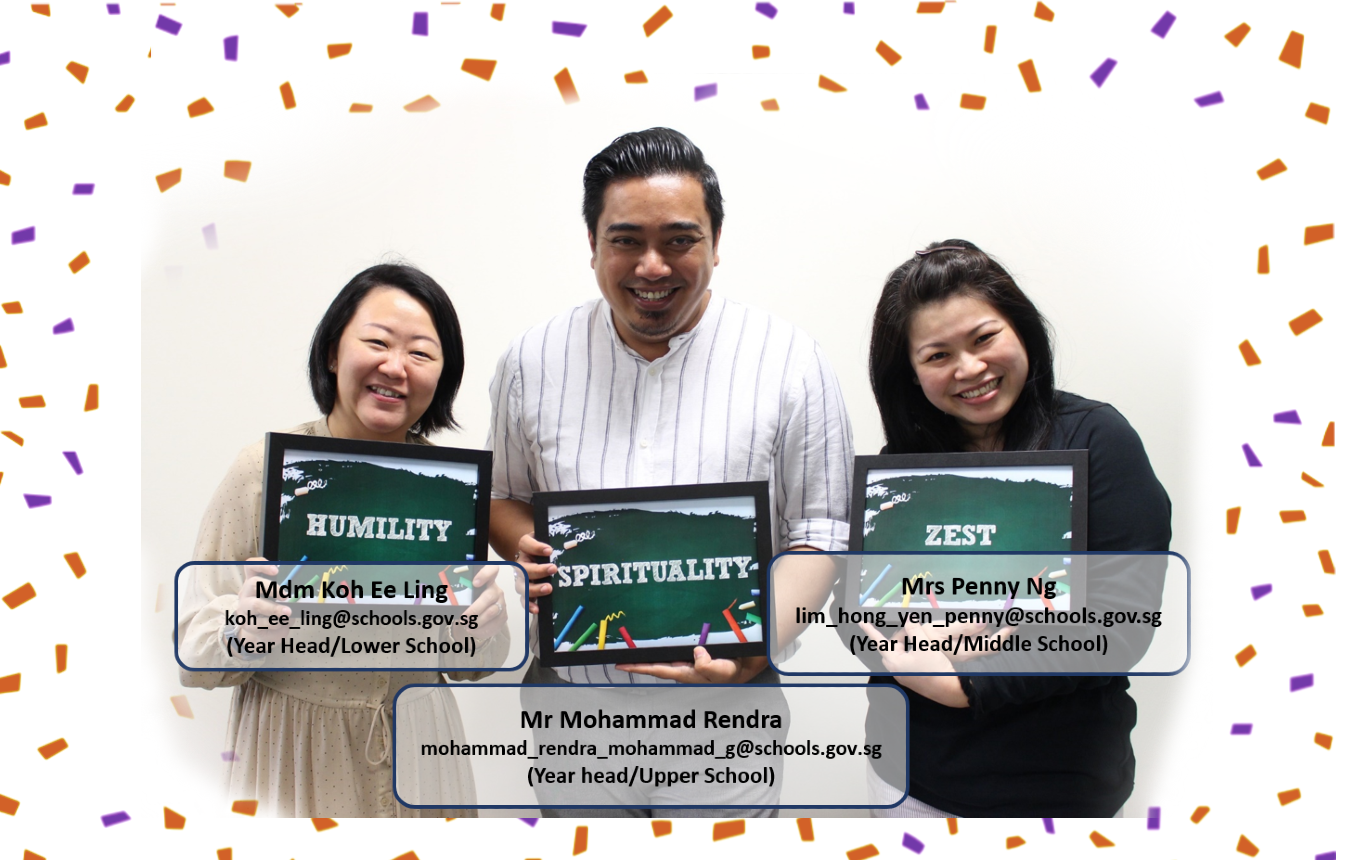 HUMILITY
SPIRITUALITY
ZEST
Mdm Koh Ee Ling
koh_ee_ling@schools.gov.sg
(Year Head/Lower School)
Mrs Penny Ng
lim_hong_yen_penny@schools.gov.sg
(Year Head/Middle School)
Mr Mohammad Rendra
mohammad_rendra_mohammad_g@schools.gov.sg
(Year head/Upper School)